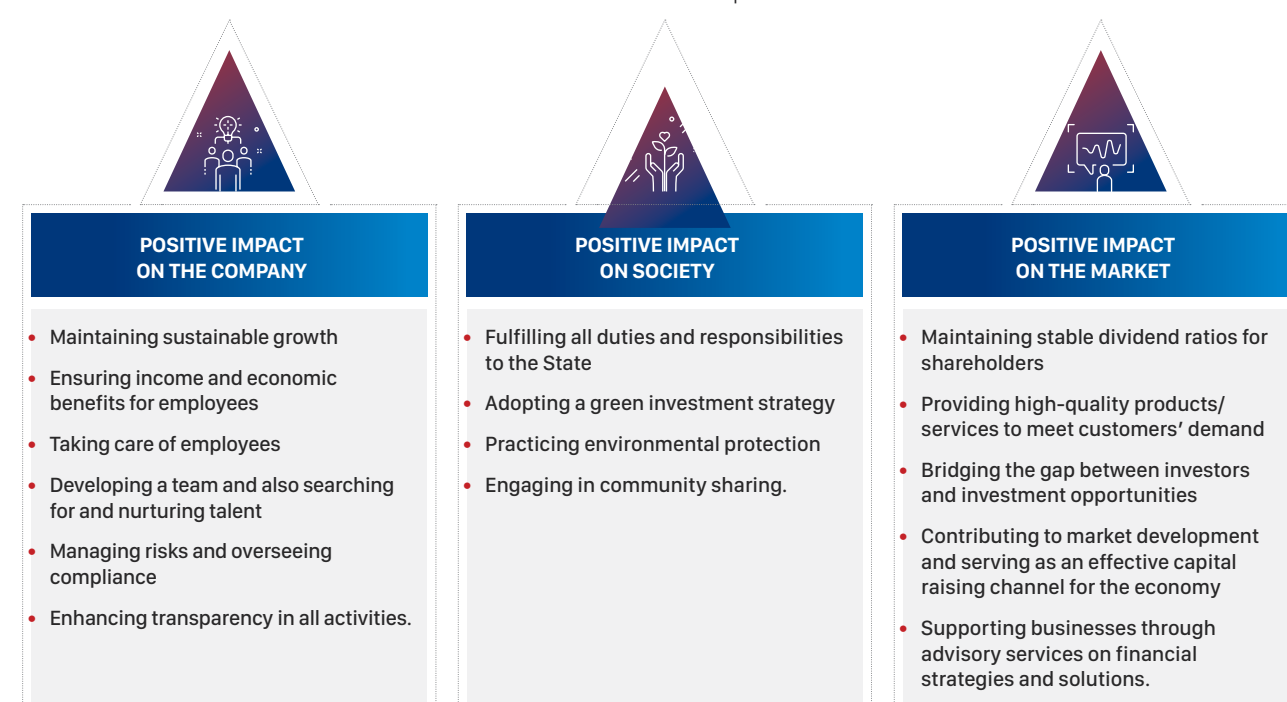 POSITIVE IMPACT
ON THE COMPANY
• Maintaining sustainable growth
• Ensuring income and economic
benefits for employees
• Taking care of employees
• Developing a team and also searching
for and nurturing talent
• Managing risks and overseeing
compliance
• Enhancing transparency in all activities.
POSITIVE IMPACT
ON SOCIETY
• Fulfilling all duties and responsibilities
to the State
• Adopting a green investment strategy
• Practicing environmental protection
• Engaging in community sharing.
POSITIVE IMPACT
ON THE MARKET
• Maintaining stable dividend ratios for
shareholders
• Providing high-quality products/
services to meet customers’ demand
• Bridging the gap between investors
and investment opportunities
• Contributing to market development
and serving as an effective capital
raising channel for the economy
• Supporting businesses through
advisory services on financial
strategies and solutions.